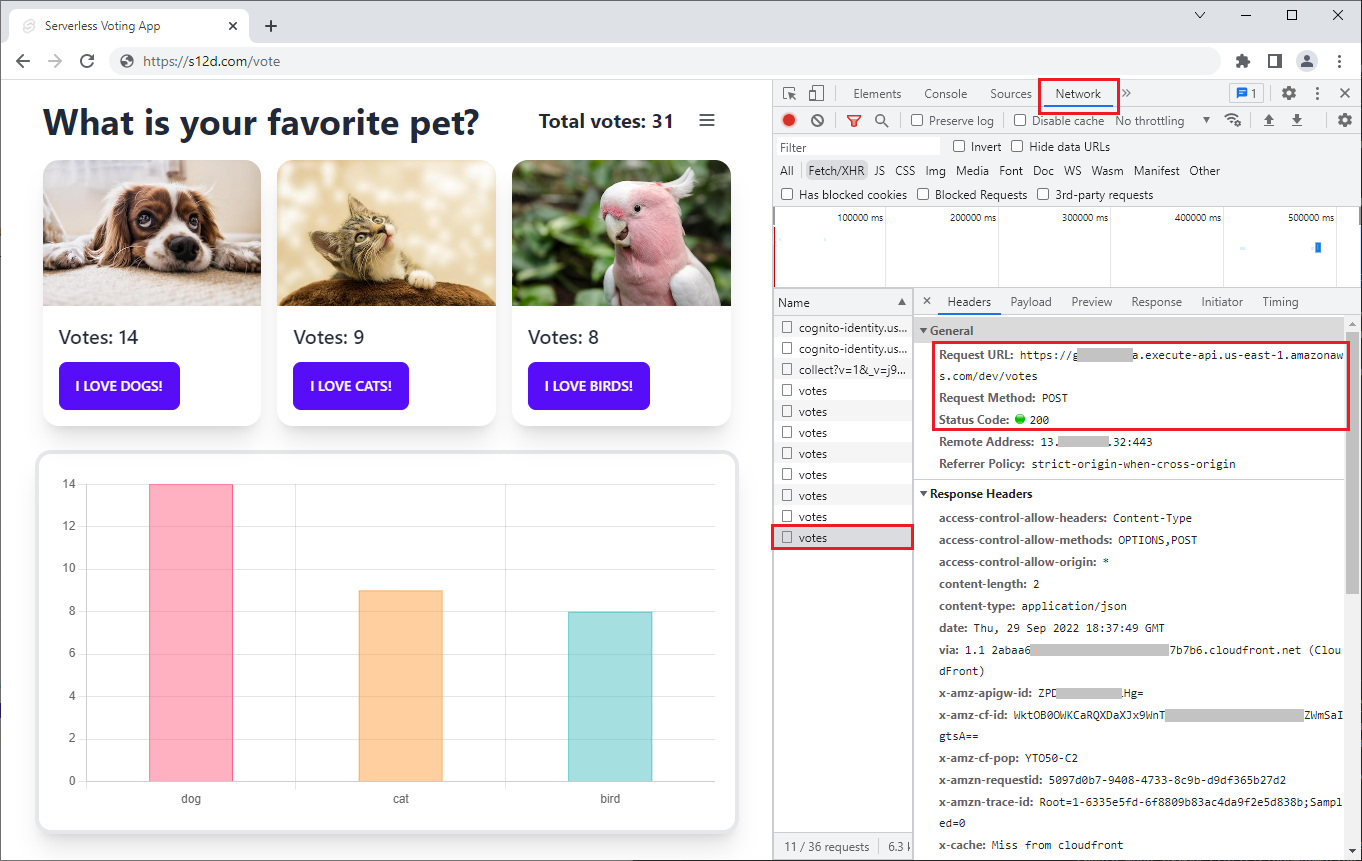 Serverless Voting App
https://s12d.com/vote
What is your favorite pet?
Total votes: 31
Votes: 14
Votes: 9
Votes: 8
I LOVE DOGS!
I LOVE CATS!
I LOVE BIRDS!
14
12
10
8
6
4
2
0
dog
cat
bird
Elements Console Sources Network 1
Preserve log Disable cache No throttling
Filter Invert Hide data URLs
All Fetch/XHR JS CSS Img Media Font Doc WS Wasm Manifest Other
Has blocked cookies Blocked Requests 3rd-party requests
100000 ms 200000 ms 300000 ms 400000 ms 500000 ms
Name
cognito-identity.us...
cognito-identity.us...
collect?v=1&_v=j9...
votes
votes
votes
votes
votes
votes
votes
votes
11 / 36 requests 6.3 k
Headers Payload Preview Response Initiator Timing
General
Request URL: https://g a.execute-api.us-east-1.amazonaw
s.com/dev/votes
Request Method: POST
Status Code: 200
Remote Address: 13. .32:443
Referrer Policy: strict-origin-when-cross-origin
Response Headers
access-control-allow-headers: Content-Type
access-control-allow-methods: OPTIONS,POST
access-control-allow-origin: *
content-length: 2
content-type: application/json
date: Thu, 29 Sep 2022 18:37:49 GMT
via: 1.1 2abaa6 7b7b6.cloudfront.net (Clou
dFront)
x-amz-apigw-id: ZPD Hg=
x-amz-cf-id: WktOB0OWKCaRQXDaXJx9WnT ZWmSaI
gtsA==
x-amz-cf-pop: YTO50-C2
x-amzn-requestid: 5097d0b7-9408-4733-8c9b-d9df365b27d2
x-amzn-trace-id: Root=1-6335e5fd-6f8809b83ac4da9f2e5d838b;Sampl
ed=0
x-cache: Miss from cloudfront